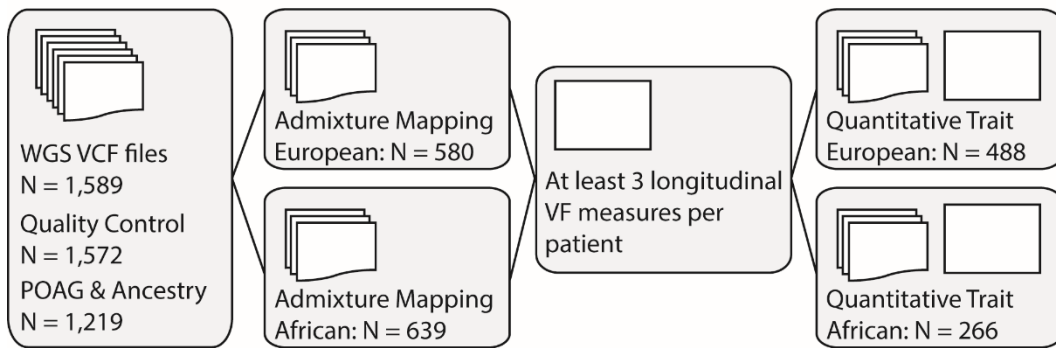 WGS VCF files
N = 1,589
Quality Control
N = 1,572
POAG & Ancestry
N = 1,219
Admixture Mapping
European: N = 580
Admixture Mapping
African: N = 639
At least 3 longitudinal
VF measures per
patient
Quantitative Trait
European: N = 488
Quantitative Trait
African: N = 266